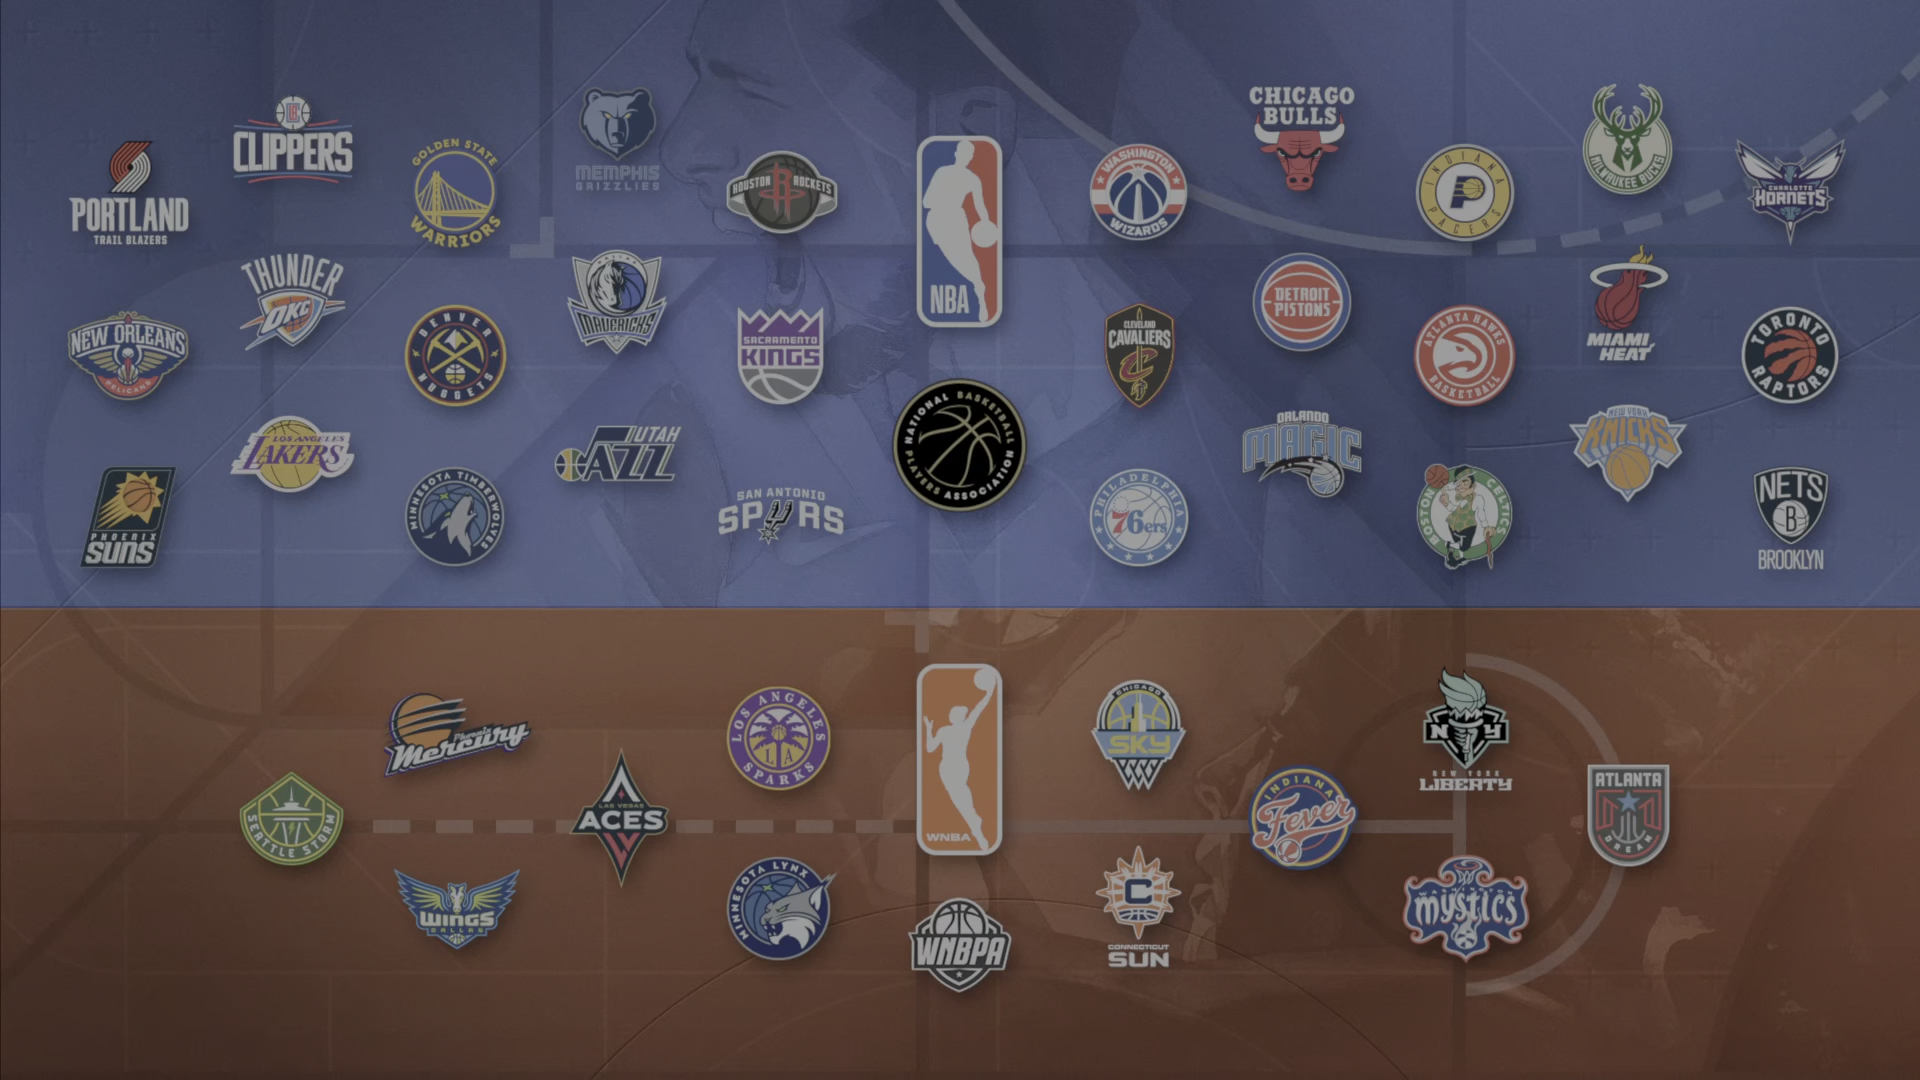 PORTLAND
TRAIL BLAZERS
CLIPPERS
GOLDEN STATE
WARRIORS
MEMPHIS
GRIZZLIES
HOUSTON ROCKETS
R
NBA
WASHINGTON
WIZARDS
CHICAGO
BULLS
INDIANA
P
PACERS
MILWAUKEE BUCKS
CHARLOTTE
HORNETS
NEW ORLEANS
PELICANS
THUNDER
OKC
DENVER
NUGGETS
DALLAS
MAVERICKS
SACRAMENTO
KINGS
NATIONAL BASKETBALL
PLAYERS ASSOCIATION
CLEVELAND
CAVALIERS
C
DETROIT
PISTONS
ATLANTA HAWKS
BASKETBALL
MIAMI
HEAT
TORONTO
RAPTORS
PHOENIX
SUNS
LOS ANGELES
LAKERS
MINNESOTA TIMBERWOLVES
UTAH
JAZZ
SAN ANTONIO
SPURS
PHILADELPHIA
76ers
ORLANDO
MAGIC
BOSTON CELTICS
NEW YORK
KNICKS
NETS
B
BROOKLYN
SEATTLE STORM
Phoenix
Mercury
WINGS
DALLAS
LAS VEGAS
ACES
LOS ANGELES
LA
SPARKS
MINNESOTA LYNX
WNBA
WNBPA
CHICAGO
SKY
C
CONNECTICUT
SUN
INDIANA
Fever
NY
NEW YORK
LIBERTY
WASHINGTON
mystics
ATLANTA
DREAM